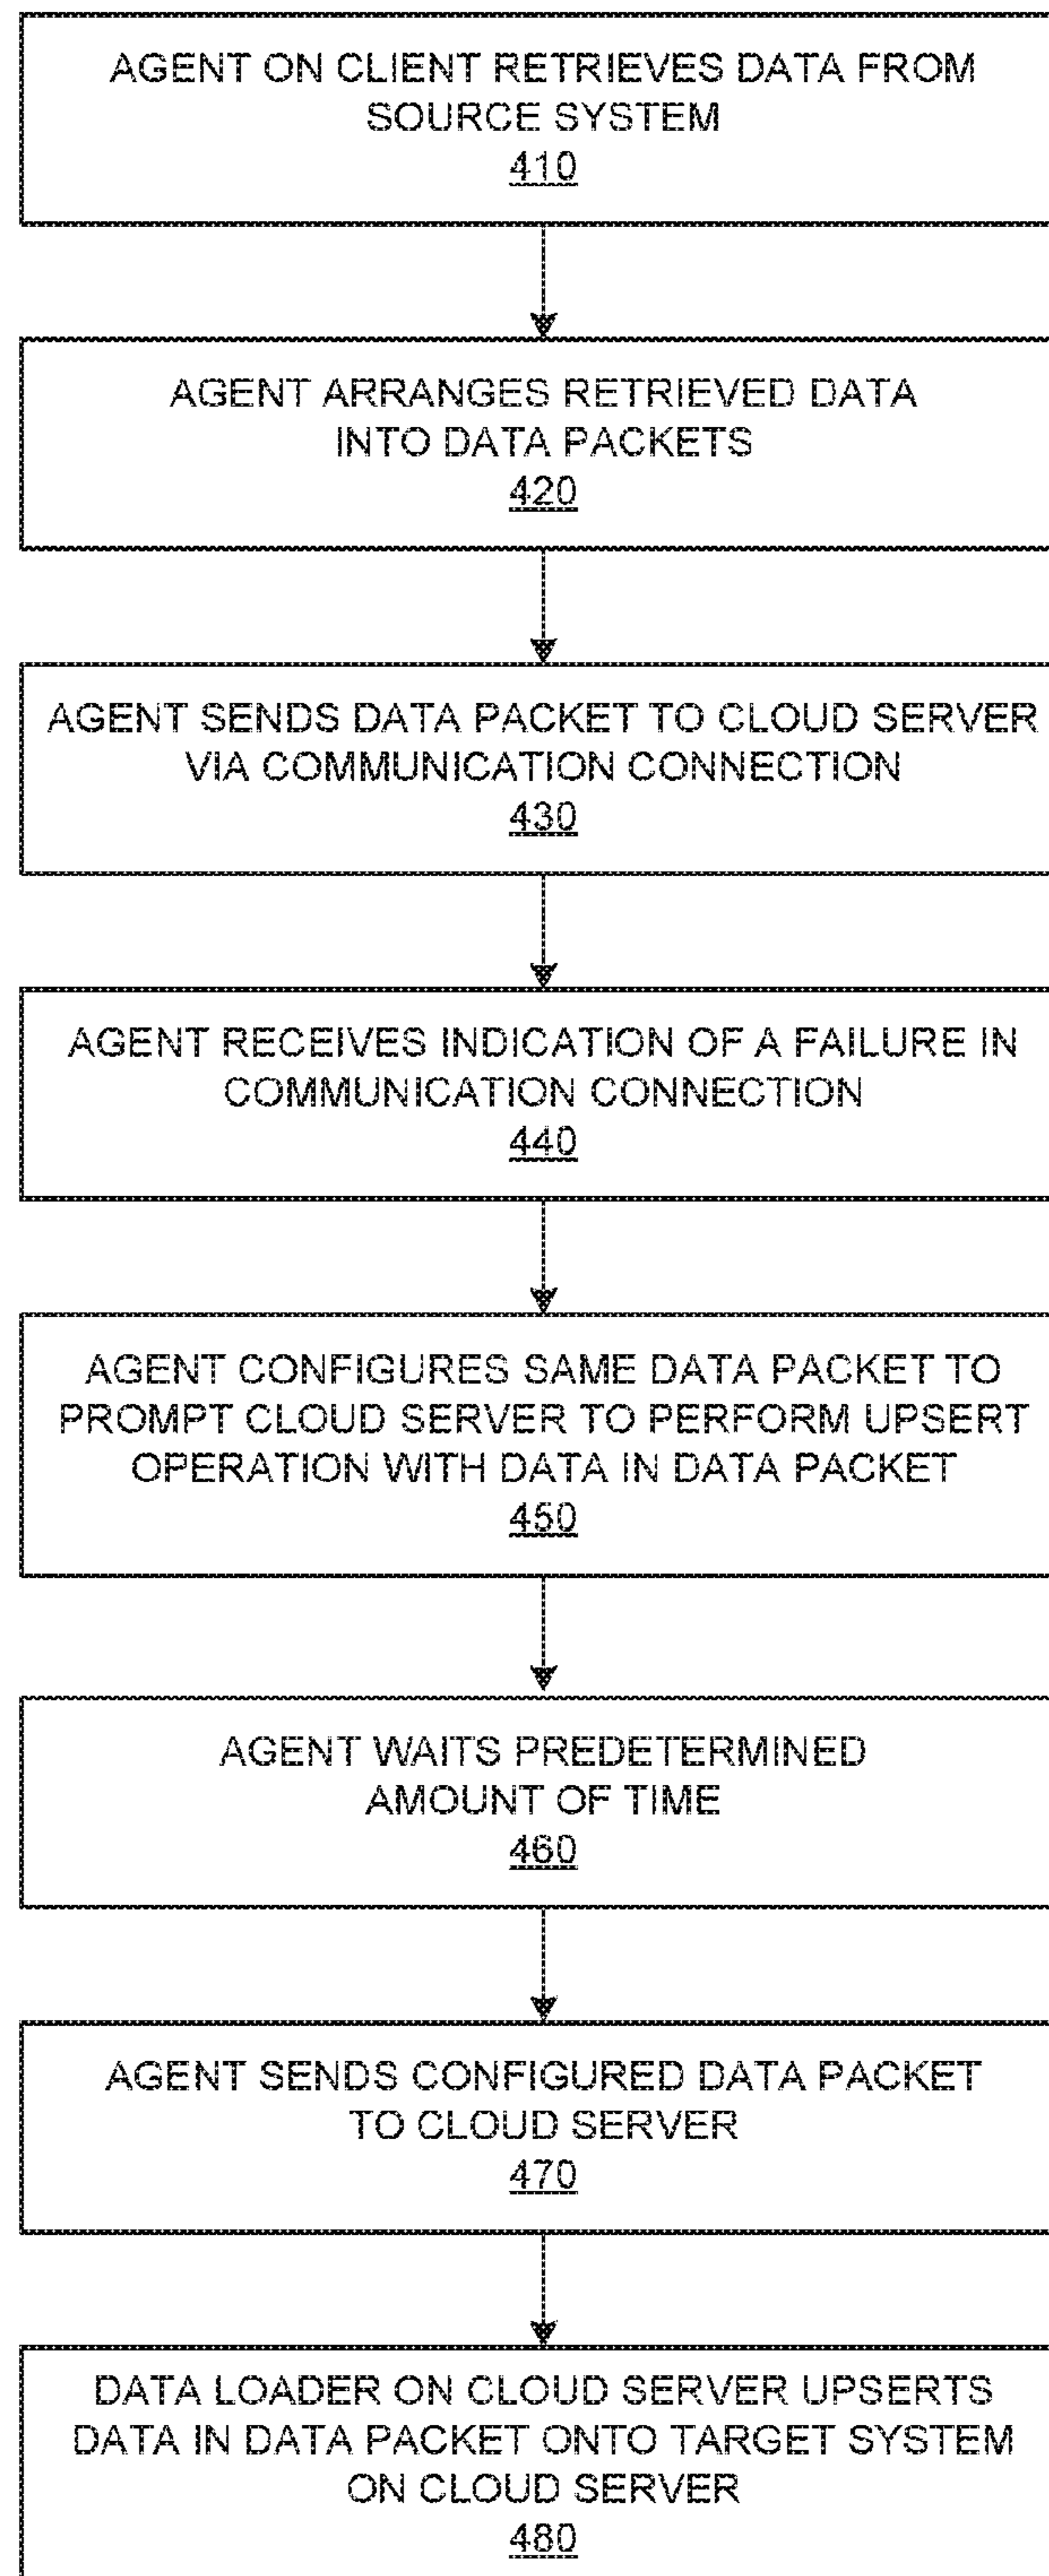 AGENT ON CLIENT RETRIEVES DATA FROM
SOURCE SYSTEM
410
AGENT ARRANGES RETRIEVED DATA
INTO DATA PACKETS
420
AGENT SENDS DATA PACKET TO CLOUD SERVER
VIA COMMUNICATION CONNECTION
430
AGENT RECEIVES INDICATION OF A FAILURE IN
COMMUNICATION CONNECTION
440
AGENT CONFIGURES SAME DATA PACKET TO
PROMPT CLOUD SERVER TO PERFORM UPSERT
OPERATION WITH DATA IN DATA PACKET
450
AGENT WAITS PREDETERMINED
AMOUNT OF TIME
460
AGENT SENDS CONFIGURED DATA PACKET
TO CLOUD SERVER
470
DATA LOADER ON CLOUD SERVER UPSERTS
DATA IN DATA PACKET ONTO TARGET SYSTEM
ON CLOUD SERVER
480